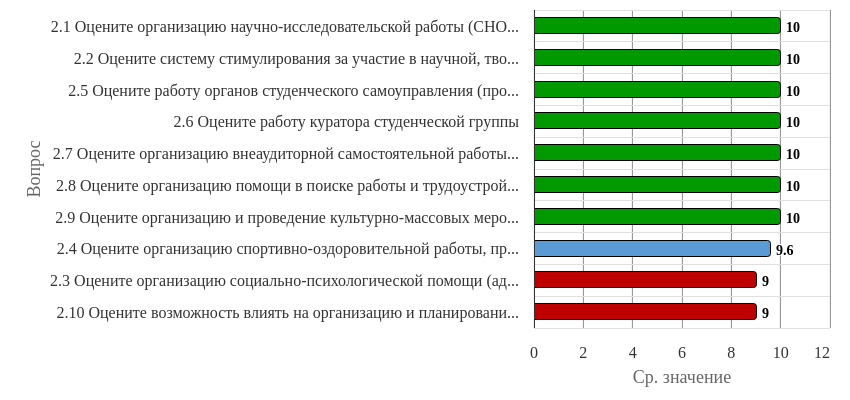 2.1 Оцените организацию научно-исследовательской работы (СНО... 10
2.2 Оцените систему стимулирования за участие в научной, тво... 10
2.5 Оцените работу органов студенческого самоуправления (про... 10
2.6 Оцените работу куратора студенческой группы 10
2.7 Оцените организацию внеаудиторной самостоятельной работы... 10
2.8 Оцените организацию помощи в поиске работы и трудоустрой... 10
2.9 Оцените организацию и проведение культурно-массовых меро... 10
2.4 Оцените организацию спортивно-оздоровительной работы, пр... 9.6
2.3 Оцените организацию социально-психологической помощи (ад... 9
2.10 Оцените возможность влиять на организацию и планировани... 9
Вопрос
0 2 4 6 8 10 12
Ср. значение